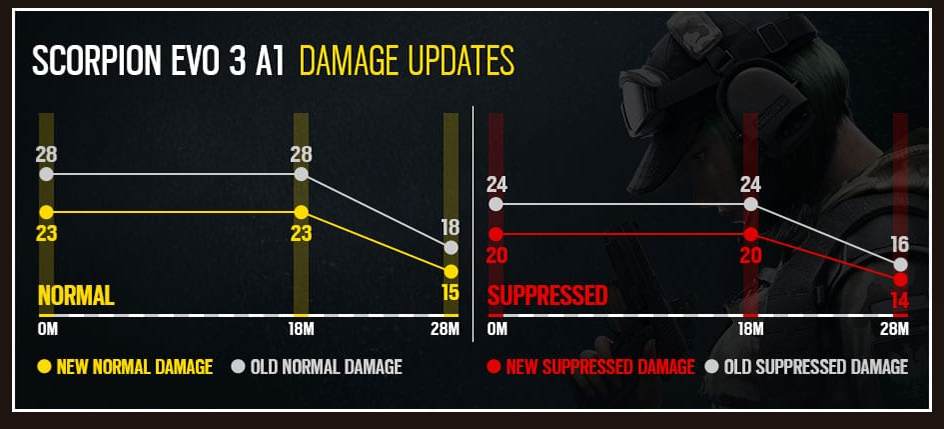 SCORPION EVO 3 A1 DAMAGE UPDATES
28 28 18
23 23 15
NORMAL
0M 18M 28M
NEW NORMAL DAMAGE OLD NORMAL DAMAGE
24 24 16
20 20 14
SUPPRESSED
0M 18M 28M
NEW SUPPRESSED DAMAGE OLD SUPPRESSED DAMAGE